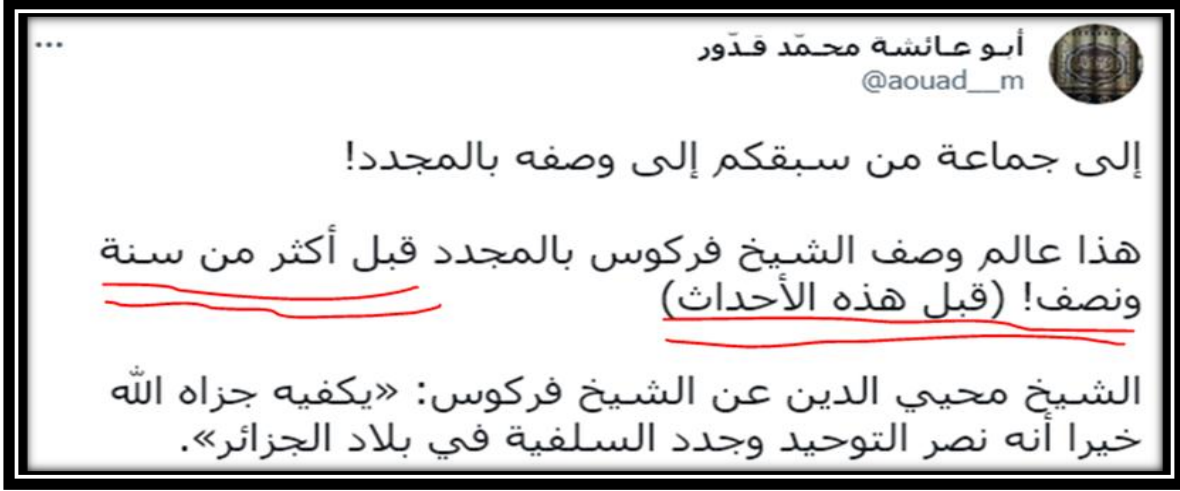 أبـو عـائشة محمّد قـدّور
@aouad__m
إلى جماعة من سبقكم إلى وصفه بالمجدد!
هذا عالم وصف الشيخ فركوس بالمجدد قبل أكثر من سنة
ونصف! (قبل هذه الأحداث)
الشيخ محيي الدين عن الشيخ فركوس: «يكفيه جزاه الله
خيرا أنه نصر التوحيد وجدد السلفية في بلاد الجزائر».